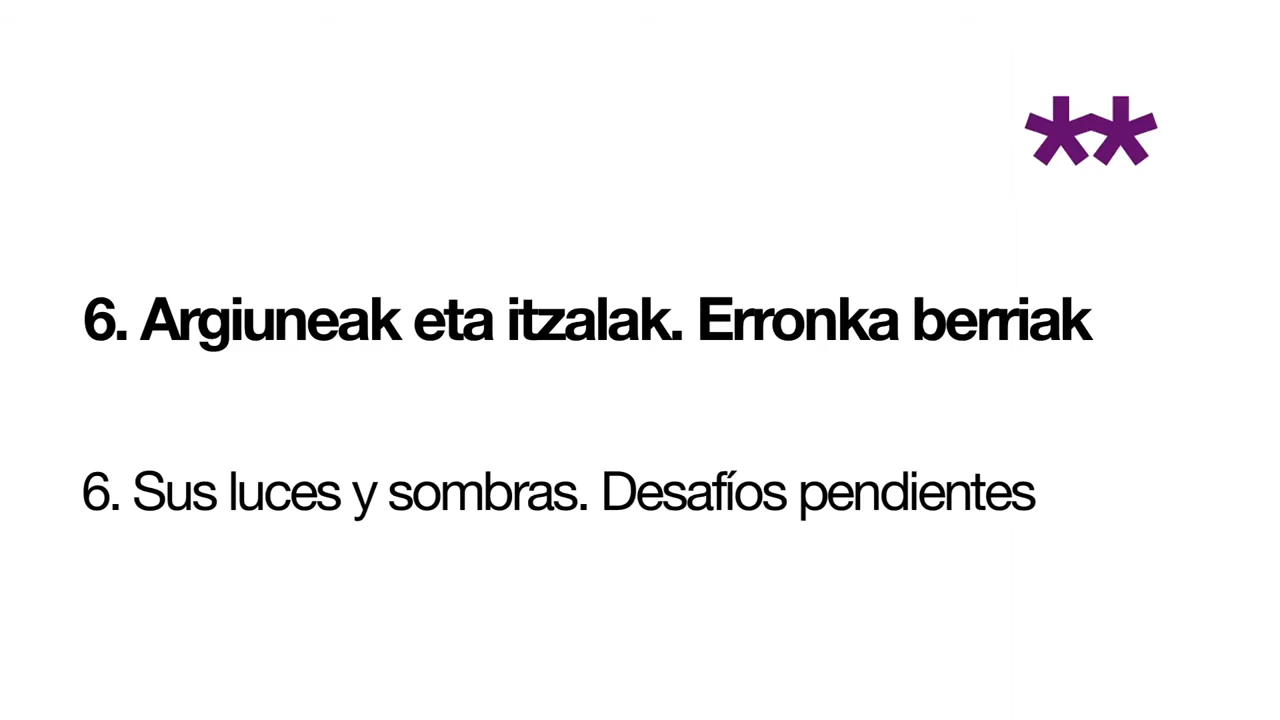 6. Argiuneak eta itzalak. Erronka berriak
6. Sus luces y sombras. Desafíos pendientes